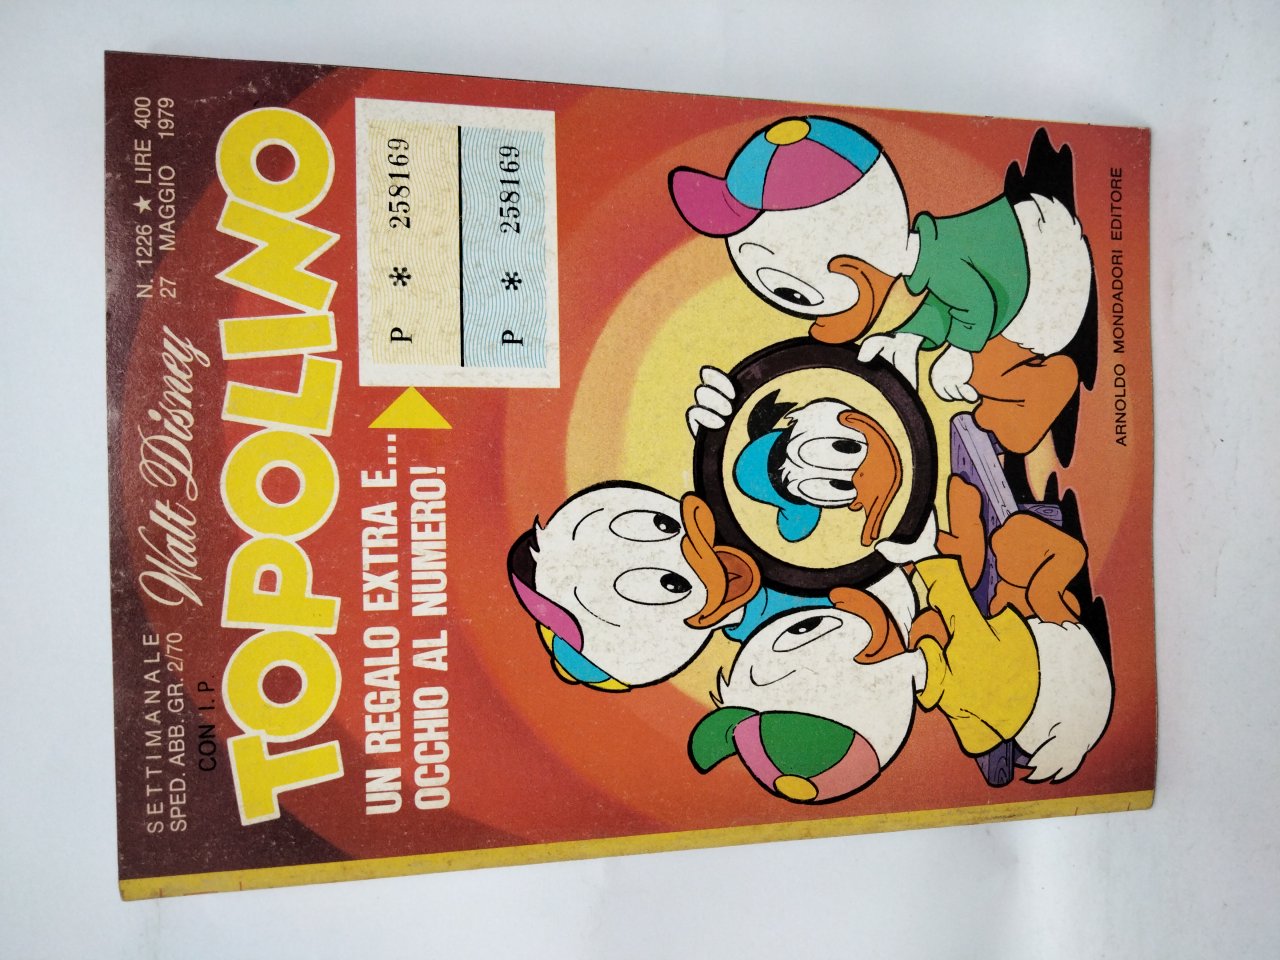 SETTIMANALE
SPED. ABB. GR. 2/70
CON I.P.
Walt Disney
N. 1226 ★ LIRE 400
27 MAGGIO 1979
TOPOLINO
UN REGALO EXTRA E...
OCCHIO AL NUMERO!
P * 258169
P * 258169
ARNOLDO MONDADORI EDITORE